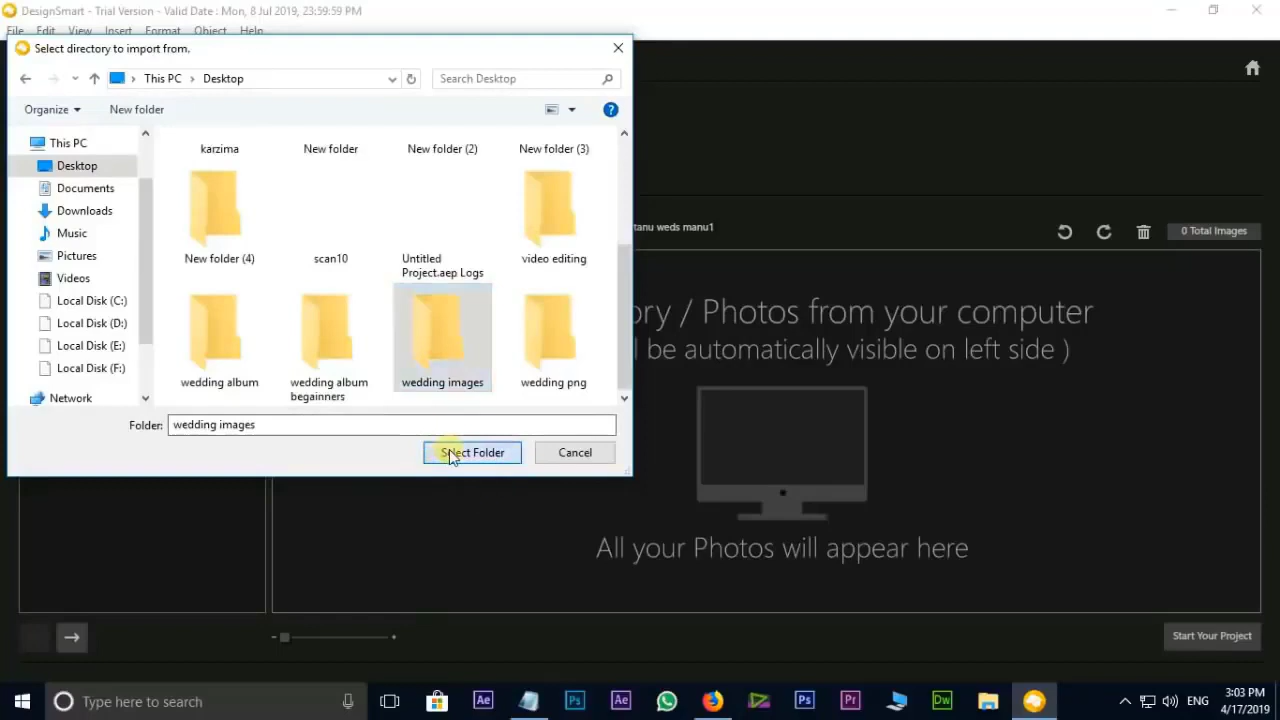 DesignSmart - Trial Version - Valid Date : Mon, 8 Jul 2019, 23:59:59 PM
File Edit View Insert Format Object Help
Select directory to import from.
This PC
Desktop
Search Desktop
Organize
New folder
This PC
Desktop
Documents
Downloads
Music
Pictures
Videos
Local Disk (C:)
Local Disk (D:)
Local Disk (E:)
Local Disk (F:)
Network
karzima
New folder
New folder (2)
New folder (3)
New folder (4)
scan10
Untitled
Project.aep Logs
video editing
wedding album
wedding album
begainners
wedding images
wedding png
Folder: wedding images
Select Folder
Cancel
tanu weds manu1
0 Total Images
ory / Photos from your computer
l be automatically visible on left side )
All your Photos will appear here
Start Your Project
Type here to search
Ae
Ps
Ae
Ps
Pr
Dw
ENG
3:03 PM
4/17/2019